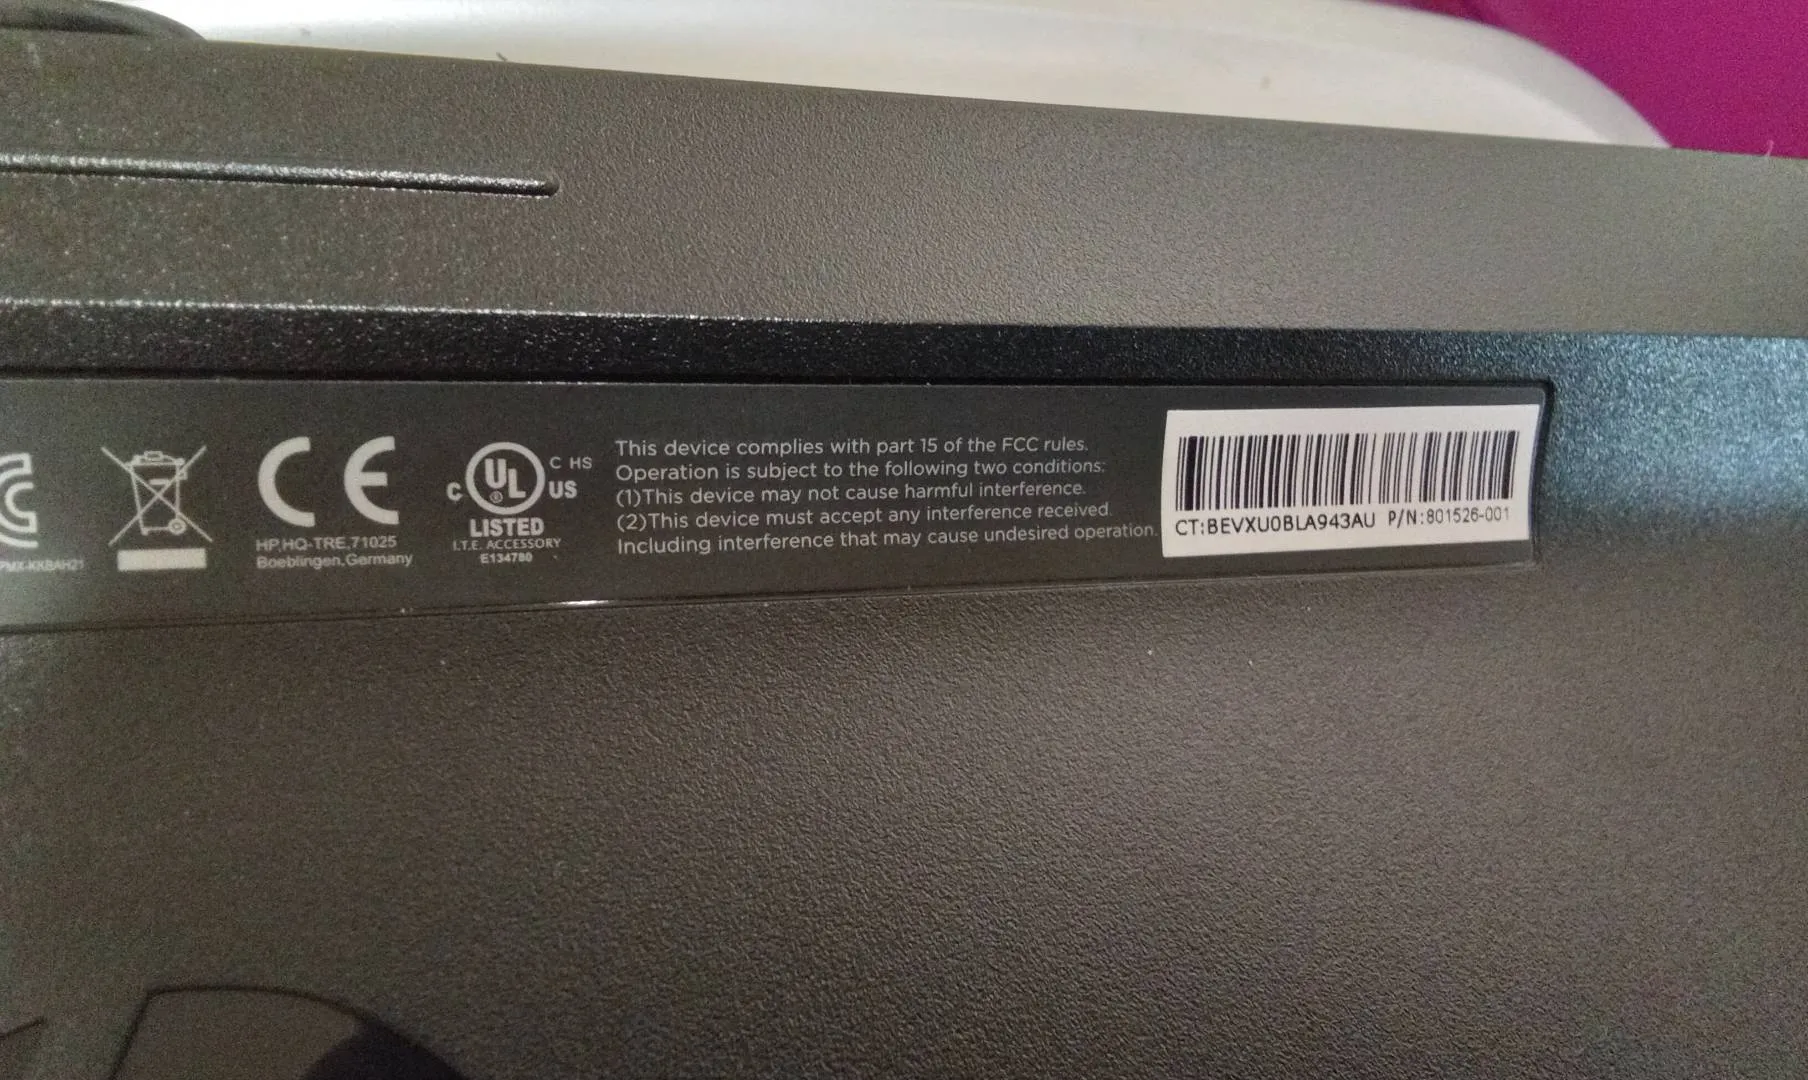 PMX-KKBAH21
CE
HP,HQ-TRE,71025
Boeblingen,Germany
C UL ® US
C HS
LISTED
I.T.E. ACCESSORY
E134780
This device complies with part 15 of the FCC rules.
Operation is subject to the following two conditions:
(1)This device may not cause harmful interference.
(2)This device must accept any interference received.
Including interference that may cause undesired operation.
CT:BEVXU0BLA943AU P/N:801526-001